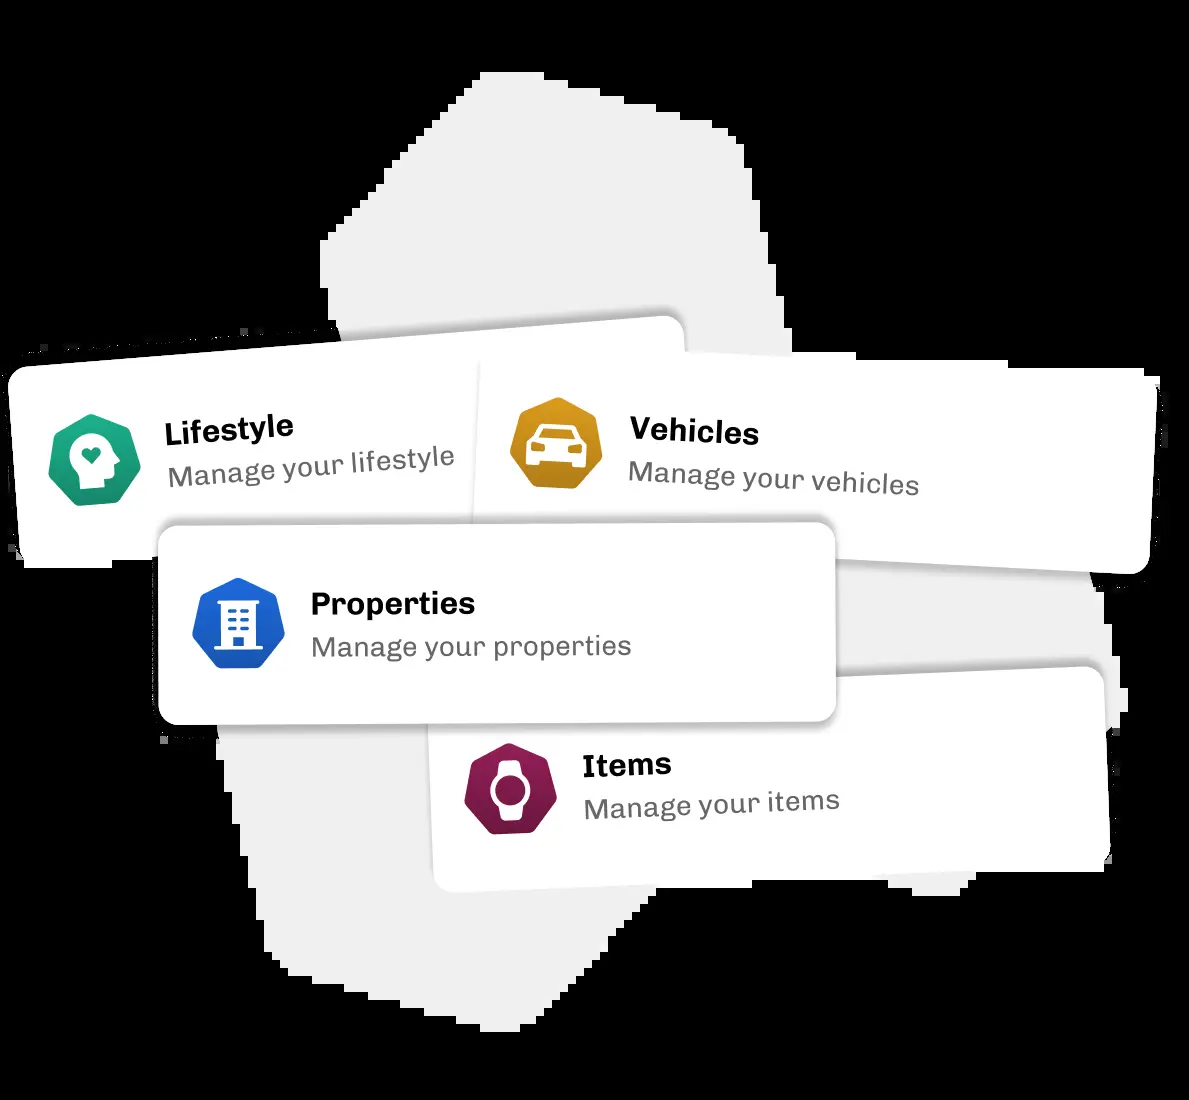 Lifestyle
Manage your lifestyle
Vehicles
Manage your vehicles
Properties
Manage your properties
Items
Manage your items